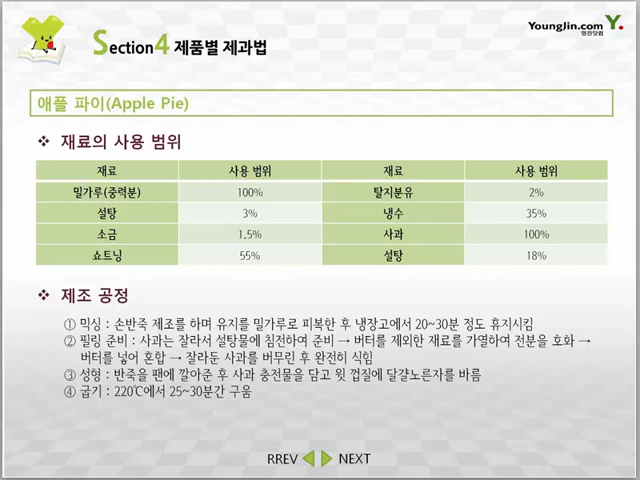 Section4 제품별 제과법
YoungJin.com Y.
영진닷컴
애플 파이(Apple Pie)
❖ 재료의 사용 범위
재료 사용 범위 재료 사용 범위
밀가루(중력분) 100% 탈지분유 2%
설탕 3% 냉수 35%
소금 1.5% 사과 100%
쇼트닝 55% 설탕 18%
❖ 제조 공정
① 믹싱 : 손반죽 제조를 하며 유지를 밀가루로 피복한 후 냉장고에서 20~30분 정도 휴지시킴
② 필링 준비 : 사과는 잘라서 설탕물에 침전하여 준비 → 버터를 제외한 재료를 가열하여 전분을 호화 →
버터를 넣어 혼합 → 잘라둔 사과를 버무린 후 완전히 식힘
③ 성형 : 반죽을 팬에 깔아준 후 사과 충전물을 담고 윗 껍질에 달걀노른자를 바름
④ 굽기 : 220℃에서 25~30분간 구움
RREV NEXT